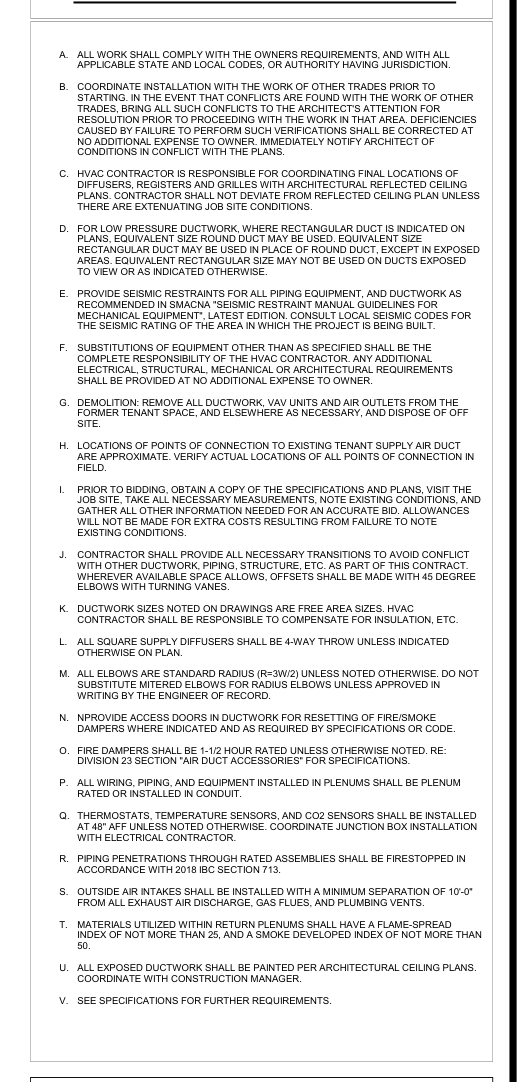 A. ALL WORK SHALL COMPLY WITH THE OWNERS REQUIREMENTS, AND WITH ALL
APPLICABLE STATE AND LOCAL CODES, OR AUTHORITY HAVING JURISDICTION.
B. COORDINATE INSTALLATION WITH THE WORK OF OTHER TRADES PRIOR TO
STARTING. IN THE EVENT THAT CONFLICTS ARE FOUND WITH THE WORK OF OTHER
TRADES, BRING ALL SUCH CONFLICTS TO THE ARCHITECT'S ATTENTION FOR
RESOLUTION PRIOR TO PROCEEDING WITH THE WORK IN THAT AREA. DEFICIENCIES
CAUSED BY FAILURE TO PERFORM SUCH VERIFICATIONS SHALL BE CORRECTED AT
NO ADDITIONAL EXPENSE TO OWNER. IMMEDIATELY NOTIFY ARCHITECT OF
CONDITIONS IN CONFLICT WITH THE PLANS.
C. HVAC CONTRACTOR IS RESPONSIBLE FOR COORDINATING FINAL LOCATIONS OF
DIFFUSERS, REGISTERS AND GRILLES WITH ARCHITECTURAL REFLECTED CEILING
PLANS. CONTRACTOR SHALL NOT DEVIATE FROM REFLECTED CEILING PLAN UNLESS
THERE ARE EXTENUATING JOB SITE CONDITIONS.
D. FOR LOW PRESSURE DUCTWORK, WHERE RECTANGULAR DUCT IS INDICATED ON
PLANS, EQUIVALENT SIZE ROUND DUCT MAY BE USED. EQUIVALENT SIZE
RECTANGULAR DUCT MAY BE USED IN PLACE OF ROUND DUCT, EXCEPT IN EXPOSED
AREAS. EQUIVALENT RECTANGULAR SIZE MAY NOT BE USED ON DUCTS EXPOSED
TO VIEW OR AS INDICATED OTHERWISE.
E. PROVIDE SEISMIC RESTRAINTS FOR ALL PIPING EQUIPMENT, AND DUCTWORK AS
RECOMMENDED IN SMACNA "SEISMIC RESTRAINT MANUAL GUIDELINES FOR
MECHANICAL EQUIPMENT", LATEST EDITION. CONSULT LOCAL SEISMIC CODES FOR
THE SEISMIC RATING OF THE AREA IN WHICH THE PROJECT IS BEING BUILT.
F. SUBSTITUTIONS OF EQUIPMENT OTHER THAN AS SPECIFIED SHALL BE THE
COMPLETE RESPONSIBILITY OF THE HVAC CONTRACTOR. ANY ADDITIONAL
ELECTRICAL, STRUCTURAL, MECHANICAL OR ARCHITECTURAL REQUIREMENTS
SHALL BE PROVIDED AT NO ADDITIONAL EXPENSE TO OWNER.
G. DEMOLITION: REMOVE ALL DUCTWORK, VAV UNITS AND AIR OUTLETS FROM THE
FORMER TENANT SPACE, AND ELSEWHERE AS NECESSARY, AND DISPOSE OF OFF
SITE.
H. LOCATIONS OF POINTS OF CONNECTION TO EXISTING TENANT SUPPLY AIR DUCT
ARE APPROXIMATE. VERIFY ACTUAL LOCATIONS OF ALL POINTS OF CONNECTION IN
FIELD.
I. PRIOR TO BIDDING, OBTAIN A COPY OF THE SPECIFICATIONS AND PLANS, VISIT THE
JOB SITE, TAKE ALL NECESSARY MEASUREMENTS, NOTE EXISTING CONDITIONS, AND
GATHER ALL OTHER INFORMATION NEEDED FOR AN ACCURATE BID. ALLOWANCES
WILL NOT BE MADE FOR EXTRA COSTS RESULTING FROM FAILURE TO NOTE
EXISTING CONDITIONS.
J. CONTRACTOR SHALL PROVIDE ALL NECESSARY TRANSITIONS TO AVOID CONFLICT
WITH OTHER DUCTWORK, PIPING, STRUCTURE, ETC. AS PART OF THIS CONTRACT.
WHEREVER AVAILABLE SPACE ALLOWS, OFFSETS SHALL BE MADE WITH 45 DEGREE
ELBOWS WITH TURNING VANES.
K. DUCTWORK SIZES NOTED ON DRAWINGS ARE FREE AREA SIZES. HVAC
CONTRACTOR SHALL BE RESPONSIBLE TO COMPENSATE FOR INSULATION, ETC.
L. ALL SQUARE SUPPLY DIFFUSERS SHALL BE 4-WAY THROW UNLESS INDICATED
OTHERWISE ON PLAN.
M. ALL ELBOWS ARE STANDARD RADIUS (R=3W/2) UNLESS NOTED OTHERWISE. DO NOT
SUBSTITUTE MITERED ELBOWS FOR RADIUS ELBOWS UNLESS APPROVED IN
WRITING BY THE ENGINEER OF RECORD.
N. NPROVIDE ACCESS DOORS IN DUCTWORK FOR RESETTING OF FIRE/SMOKE
DAMPERS WHERE INDICATED AND AS REQUIRED BY SPECIFICATIONS OR CODE.
O. FIRE DAMPERS SHALL BE 1-1/2 HOUR RATED UNLESS OTHERWISE NOTED. RE:
DIVISION 23 SECTION "AIR DUCT ACCESSORIES" FOR SPECIFICATIONS.
P. ALL WIRING, PIPING, AND EQUIPMENT INSTALLED IN PLENUMS SHALL BE PLENUM
RATED OR INSTALLED IN CONDUIT.
Q. THERMOSTATS, TEMPERATURE SENSORS, AND CO2 SENSORS SHALL BE INSTALLED
AT 48" AFF UNLESS NOTED OTHERWISE. COORDINATE JUNCTION BOX INSTALLATION
WITH ELECTRICAL CONTRACTOR.
R. PIPING PENETRATIONS THROUGH RATED ASSEMBLIES SHALL BE FIRESTOPPED IN
ACCORDANCE WITH 2018 IBC SECTION 713.
S. OUTSIDE AIR INTAKES SHALL BE INSTALLED WITH A MINIMUM SEPARATION OF 10'-0"
FROM ALL EXHAUST AIR DISCHARGE, GAS FLUES, AND PLUMBING VENTS.
T. MATERIALS UTILIZED WITHIN RETURN PLENUMS SHALL HAVE A FLAME-SPREAD
INDEX OF NOT MORE THAN 25, AND A SMOKE DEVELOPED INDEX OF NOT MORE THAN
50.
U. ALL EXPOSED DUCTWORK SHALL BE PAINTED PER ARCHITECTURAL CEILING PLANS.
COORDINATE WITH CONSTRUCTION MANAGER.
V. SEE SPECIFICATIONS FOR FURTHER REQUIREMENTS.